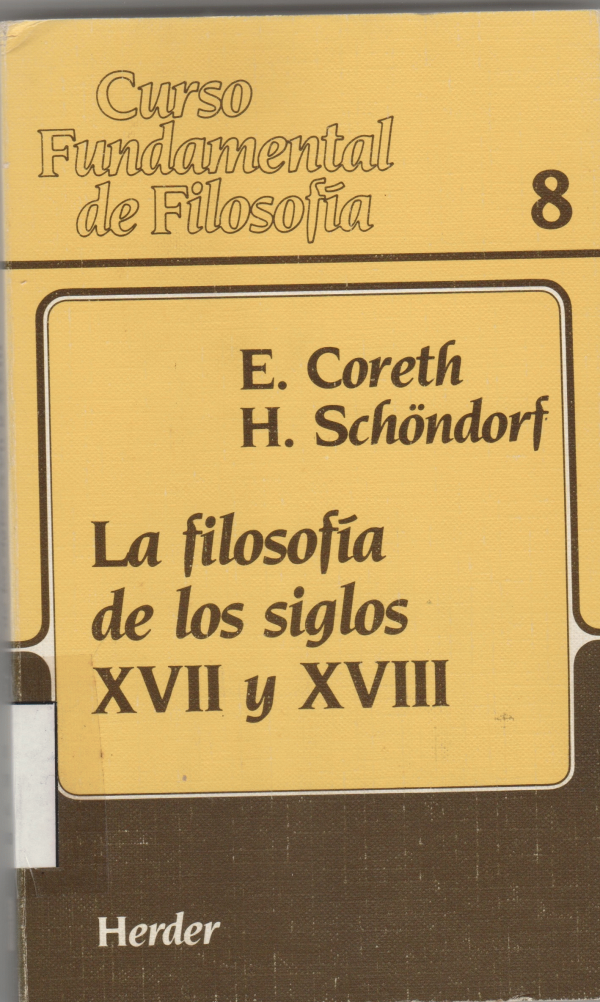 Curso
Fundamental
de Filosofía
8
E. Coreth
H. Schöndorf
La filosofía
de los siglos
XVII y XVIII
Herder